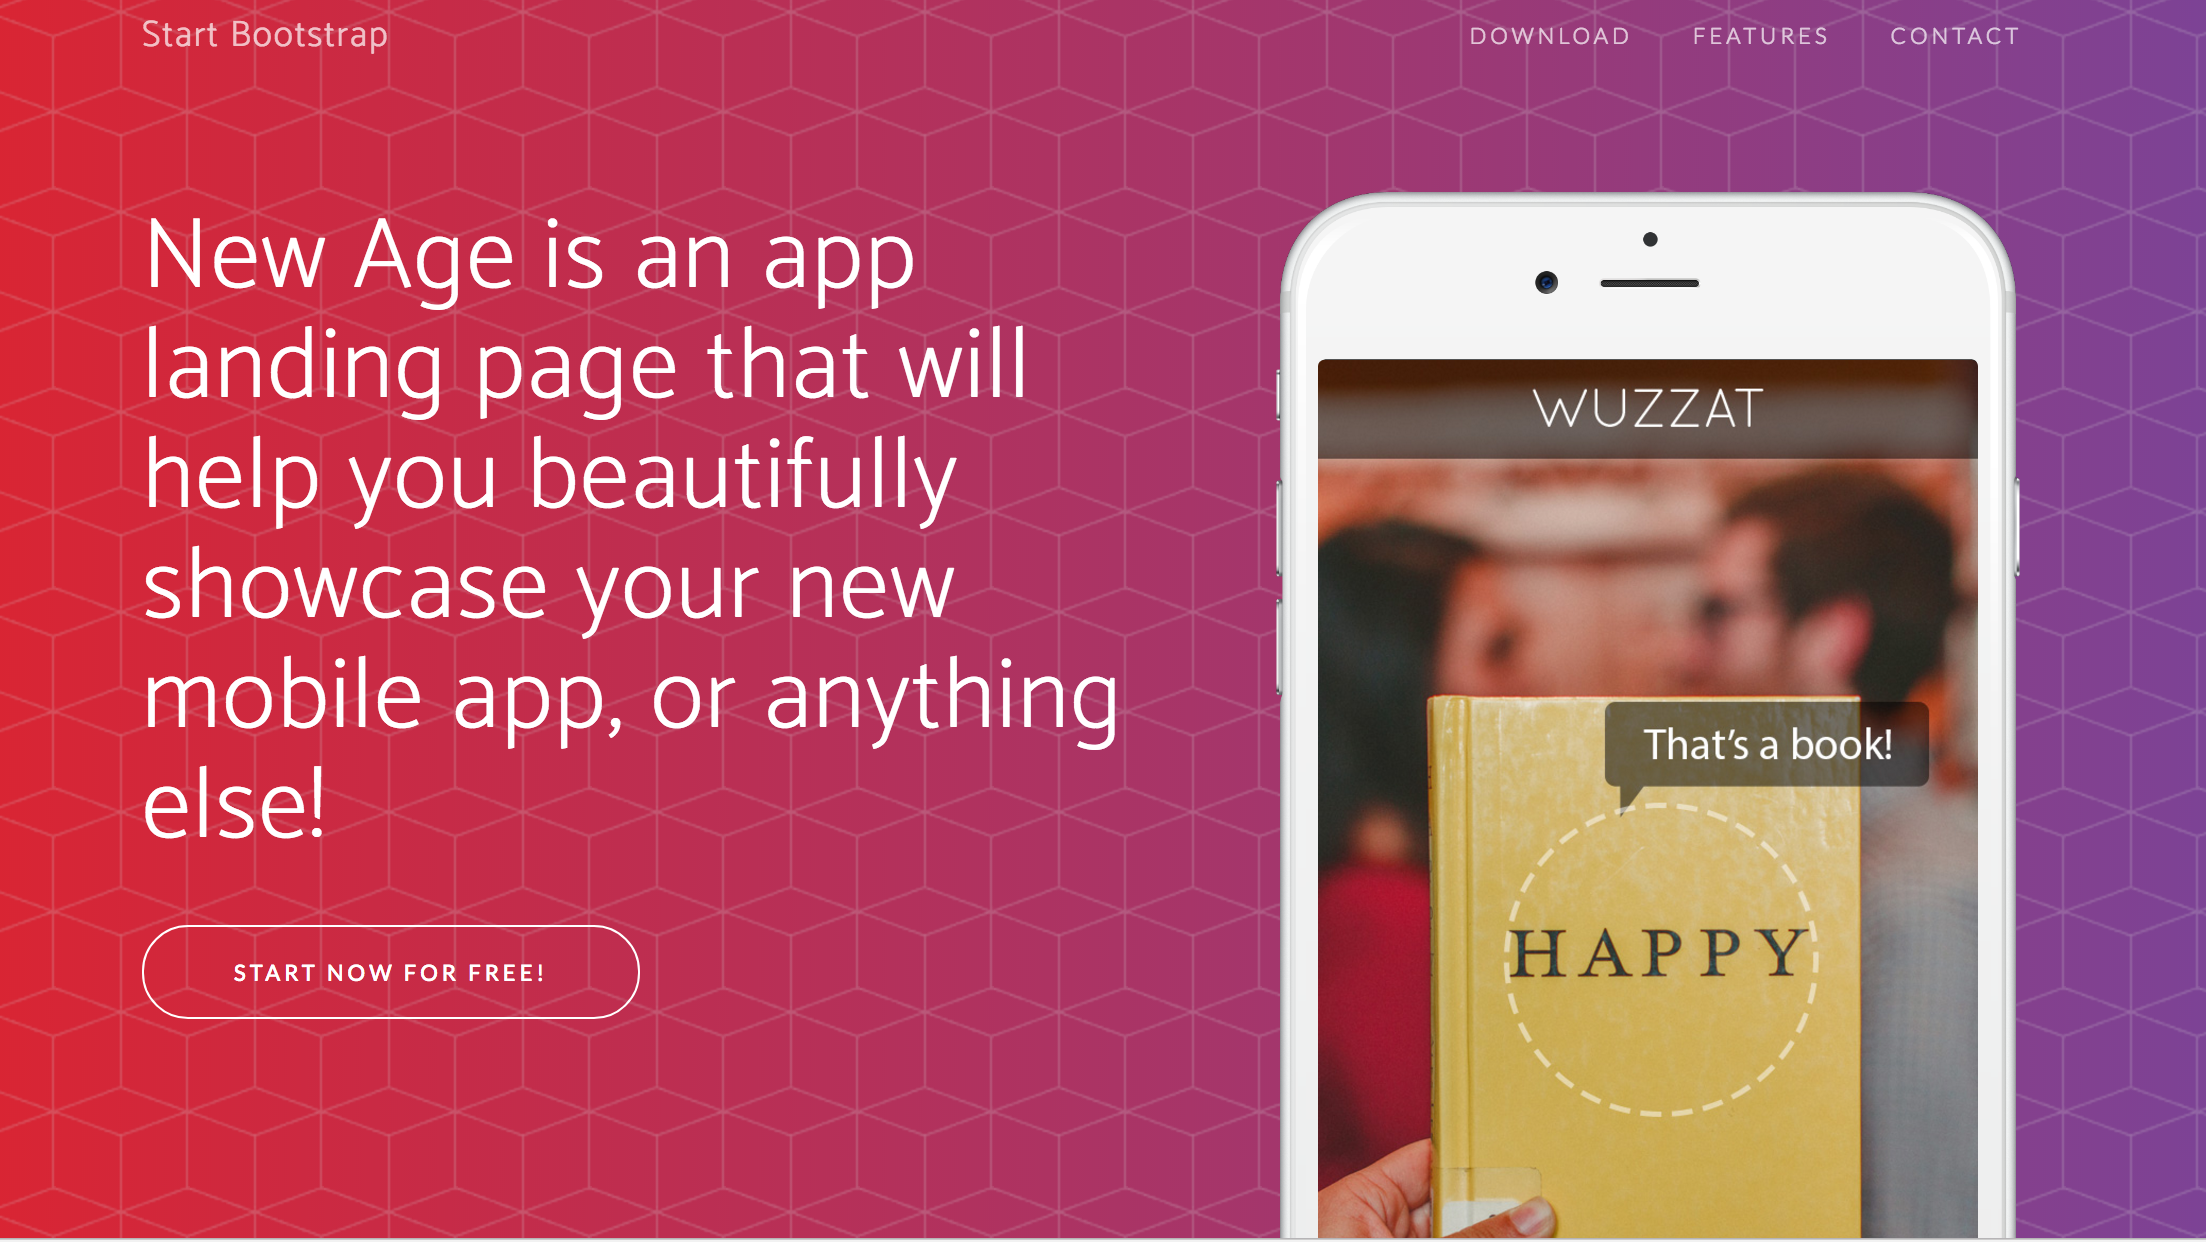 Start Bootstrap
DOWNLOAD FEATURES CONTACT
New Age is an app
landing page that will
help you beautifully
showcase your new
mobile app, or anything
else!
START NOW FOR FREE!
WUZZAT
That's a book!
HAPPY